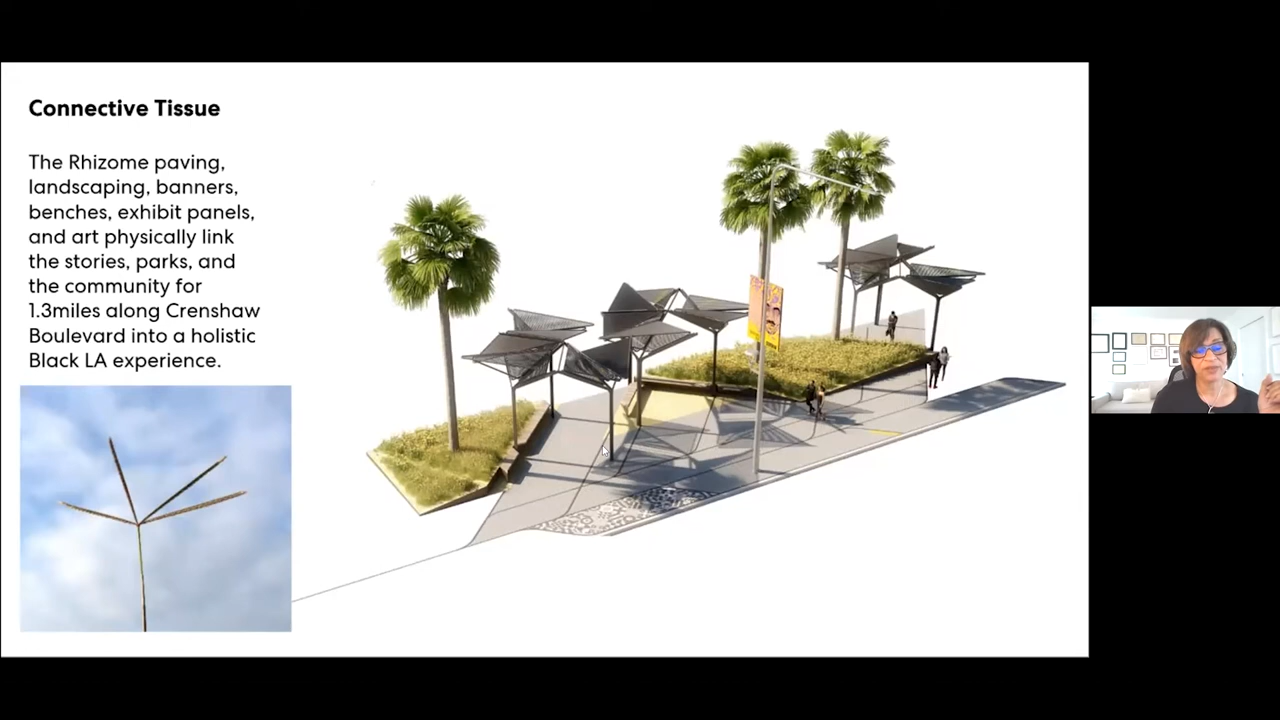 Connective Tissue
The Rhizome paving,
landscaping, banners,
benches, exhibit panels,
and art physically link
the stories, parks, and
the community for
1.3miles along Crenshaw
Boulevard into a holistic
Black LA experience.